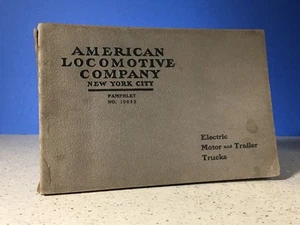 AMERICAN
LOCOMOTIVE
COMPANY
NEW YORK CITY
PAMPHLET
NO.
Electric
Motor and Trailer
Trucks